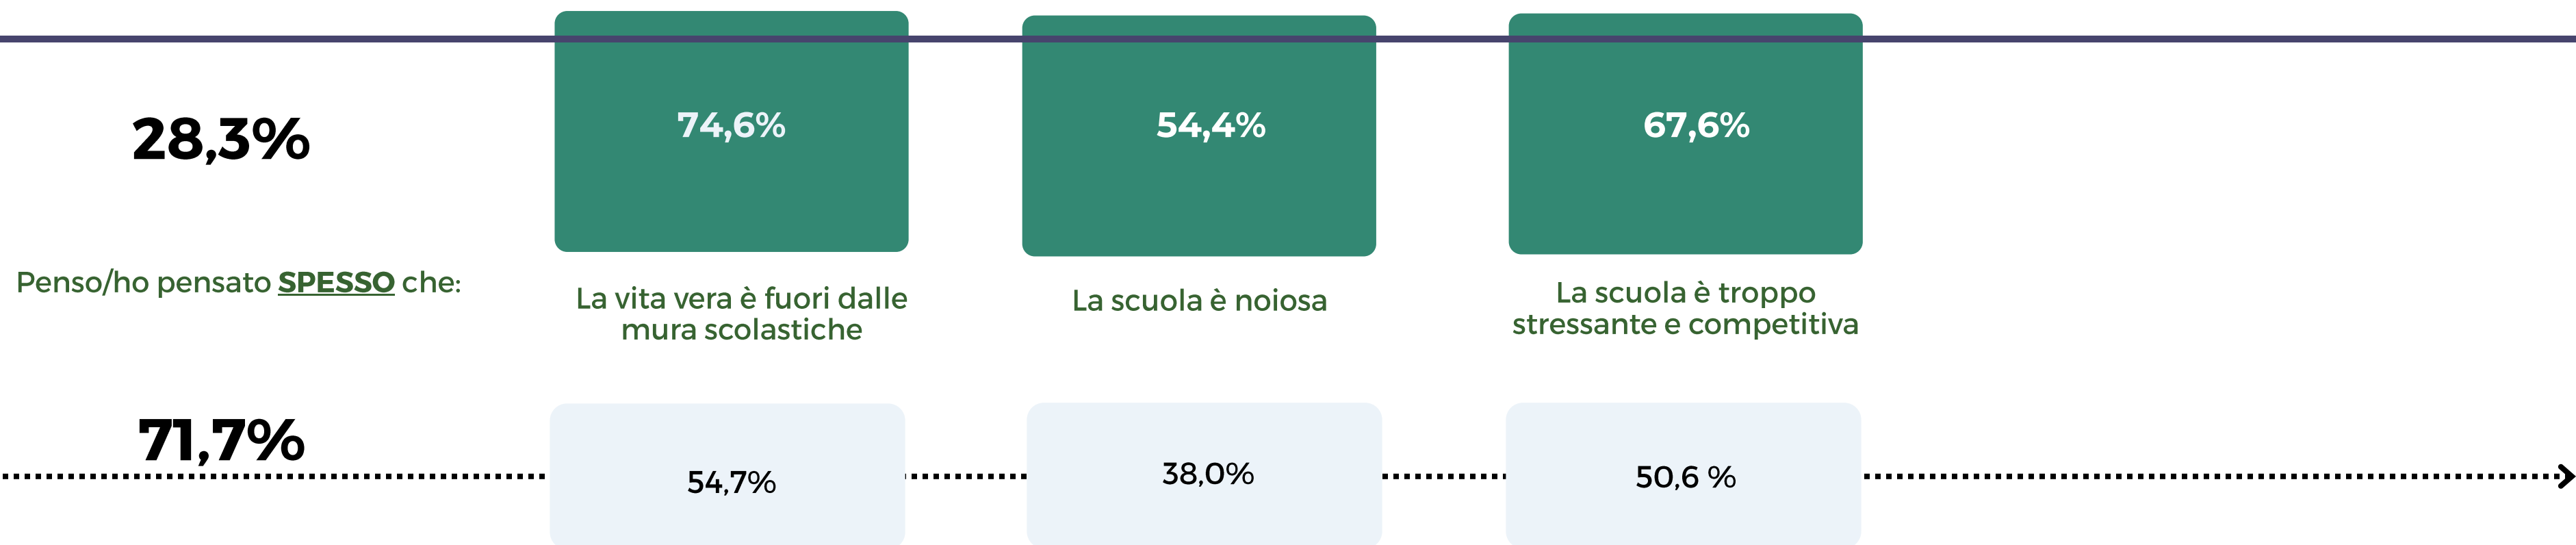 28,3%
74,6%
54,4%
67,6%
Penso/ho pensato SPESSO che:
La vita vera è fuori dalle
mura scolastiche
La scuola è noiosa
La scuola è troppo
stressante e competitiva
71,7%
54,7%
38,0%
50,6 %